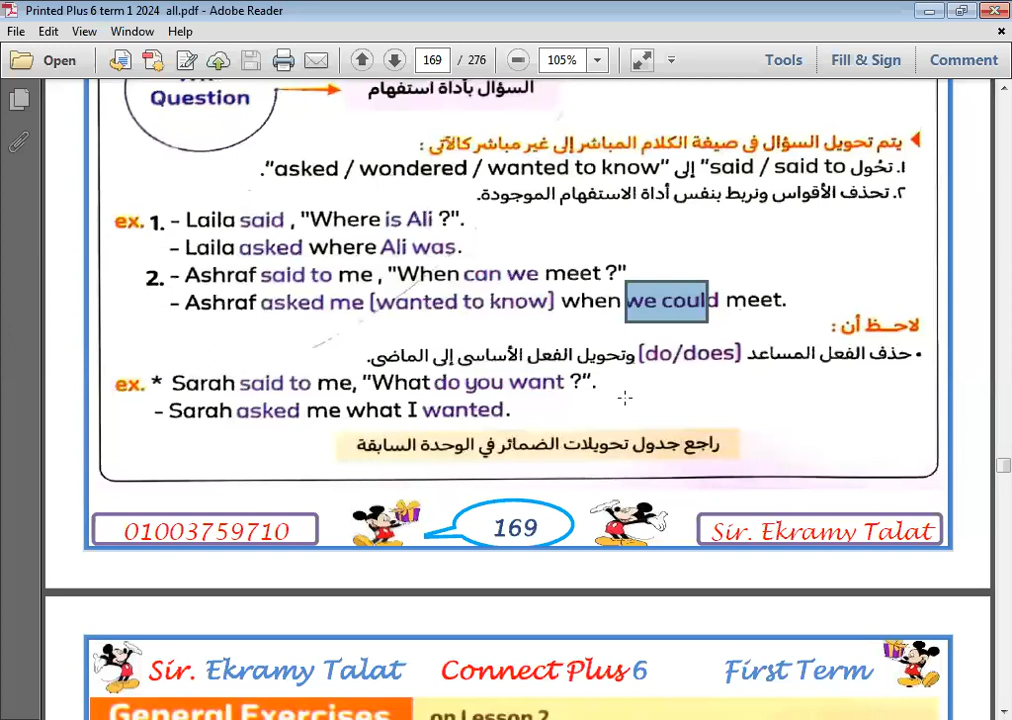 Printed Plus 6 term 1 2024 all.pdf - Adobe Reader
File Edit View Window Help
Open 169 / 276 105% Tools Fill & Sign Comment
Question
السؤال بأداة استفهام
يتم تحويل السؤال فى صيغة الكلام المباشر إلى غير مباشر كالآتى :
١. تحُول "said / said to" إلى "asked / wondered / wanted to know".
٢. تحذف الأقواس ونربط بنفس أداة الاستفهام الموجودة.
ex. 1. - Laila said , "Where is Ali ?".
- Laila asked where Ali was.
2. - Ashraf said to me , "When can we meet ?"
- Ashraf asked me [wanted to know] when we could meet.
لاحـظ أن :
• حذف الفعل المساعد [do/does] وتحويل الفعل الأساسى إلى الماضى.
ex. * Sarah said to me, "What do you want ?".
- Sarah asked me what I wanted.
راجع جدول تحويلات الضمائر في الوحدة السابقة
01003759710 169 Sir. Ekramy Talat
Sir. Ekramy Talat Connect Plus 6 First Term
General Exercises on Lesson 2